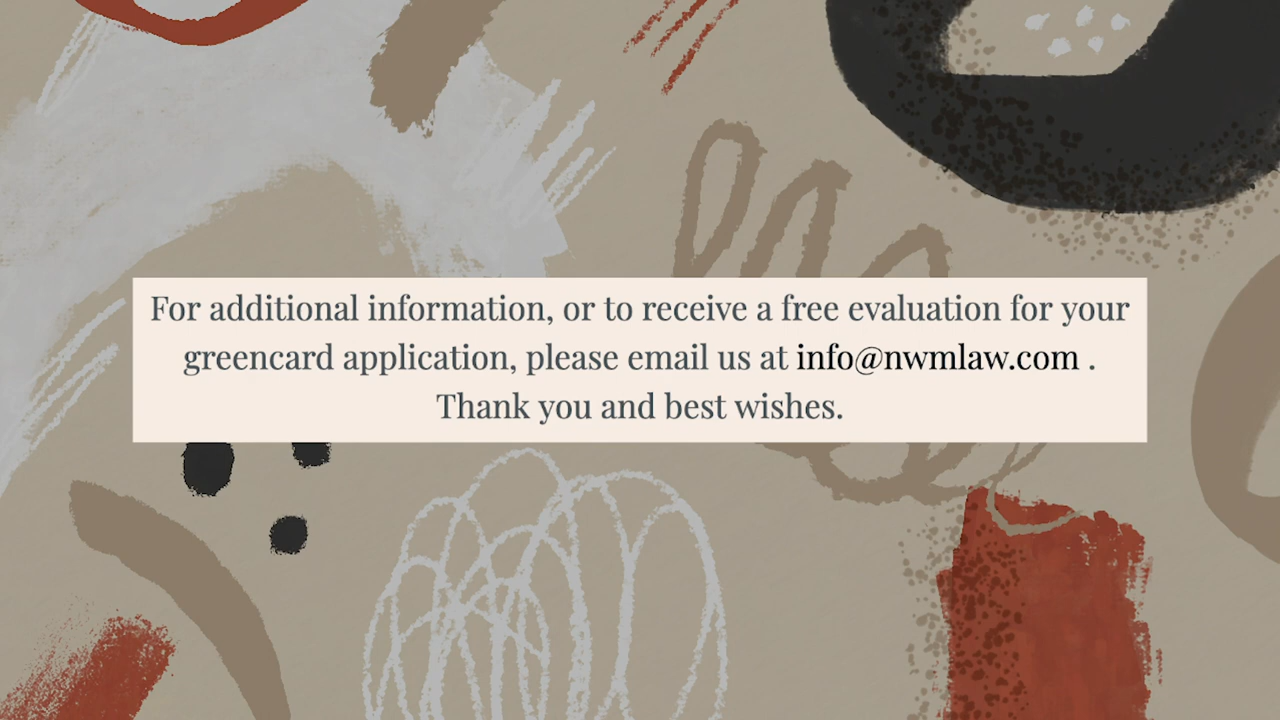 For additional information, or to receive a free evaluation for your
greencard application, please email us at info@nwmlaw.com .
Thank you and best wishes.